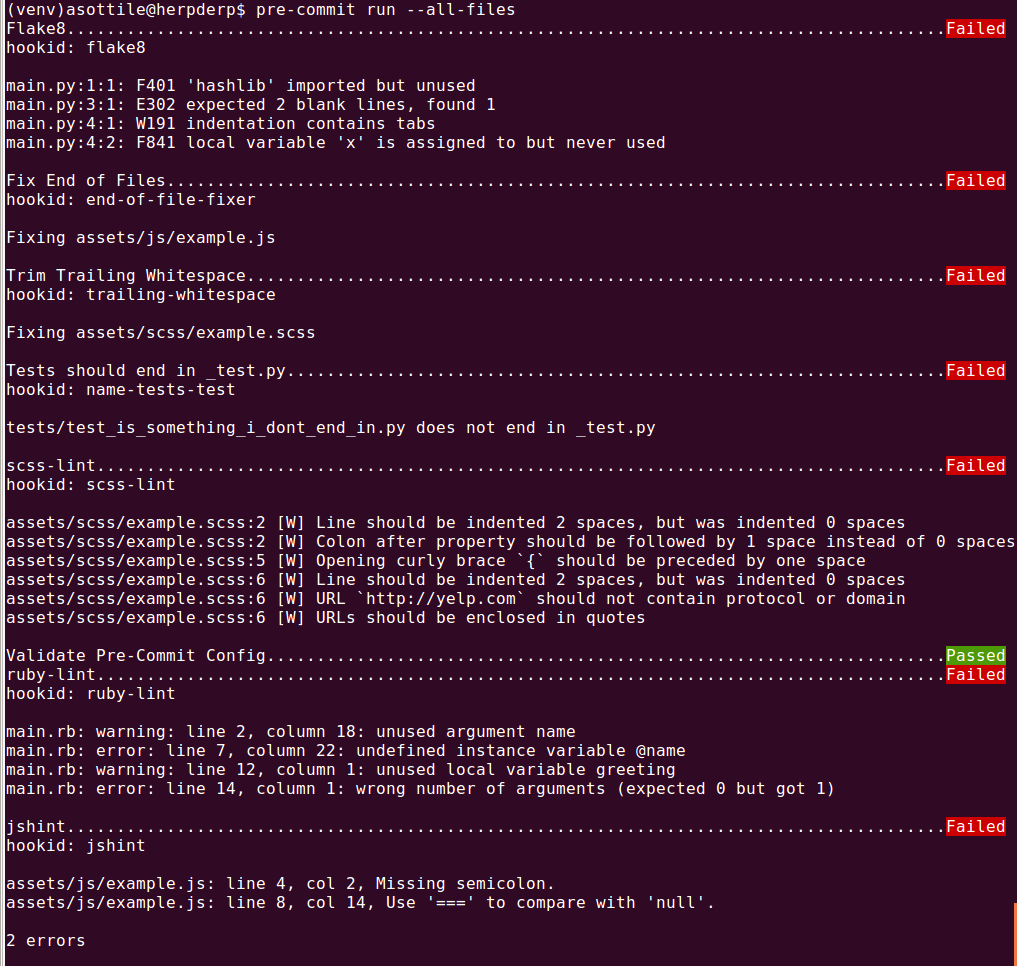 (venv)asottile@herpderp$ pre-commit run --all-files
Flake8........................................................................................Failed
hookid: flake8

main.py:1:1: F401 'hashlib' imported but unused
main.py:3:1: E302 expected 2 blank lines, found 1
main.py:4:1: W191 indentation contains tabs
main.py:4:2: F841 local variable 'x' is assigned to but never used

Fix End of Files..............................................................................Failed
hookid: end-of-file-fixer

Fixing assets/js/example.js

Trim Trailing Whitespace......................................................................Failed
hookid: trailing-whitespace

Fixing assets/scss/example.scss

Tests should end in _test.py..................................................................Failed
hookid: name-tests-test

tests/test_is_something_i_dont_end_in.py does not end in _test.py

scss-lint.....................................................................................Failed
hookid: scss-lint

assets/scss/example.scss:2 [W] Line should be indented 2 spaces, but was indented 0 spaces
assets/scss/example.scss:2 [W] Colon after property should be followed by 1 space instead of 0 spaces
assets/scss/example.scss:5 [W] Opening curly brace `{` should be preceded by one space
assets/scss/example.scss:6 [W] Line should be indented 2 spaces, but was indented 0 spaces
assets/scss/example.scss:6 [W] URL `http://yelp.com` should not contain protocol or domain
assets/scss/example.scss:6 [W] URLs should be enclosed in quotes

Validate Pre-Commit Config....................................................................Passed
ruby-lint.....................................................................................Failed
hookid: ruby-lint

main.rb: warning: line 2, column 18: unused argument name
main.rb: error: line 7, column 22: undefined instance variable @name
main.rb: warning: line 12, column 1: unused local variable greeting
main.rb: error: line 14, column 1: wrong number of arguments (expected 0 but got 1)

jshint........................................................................................Failed
hookid: jshint

assets/js/example.js: line 4, col 2, Missing semicolon.
assets/js/example.js: line 8, col 14, Use '===' to compare with 'null'.

2 errors